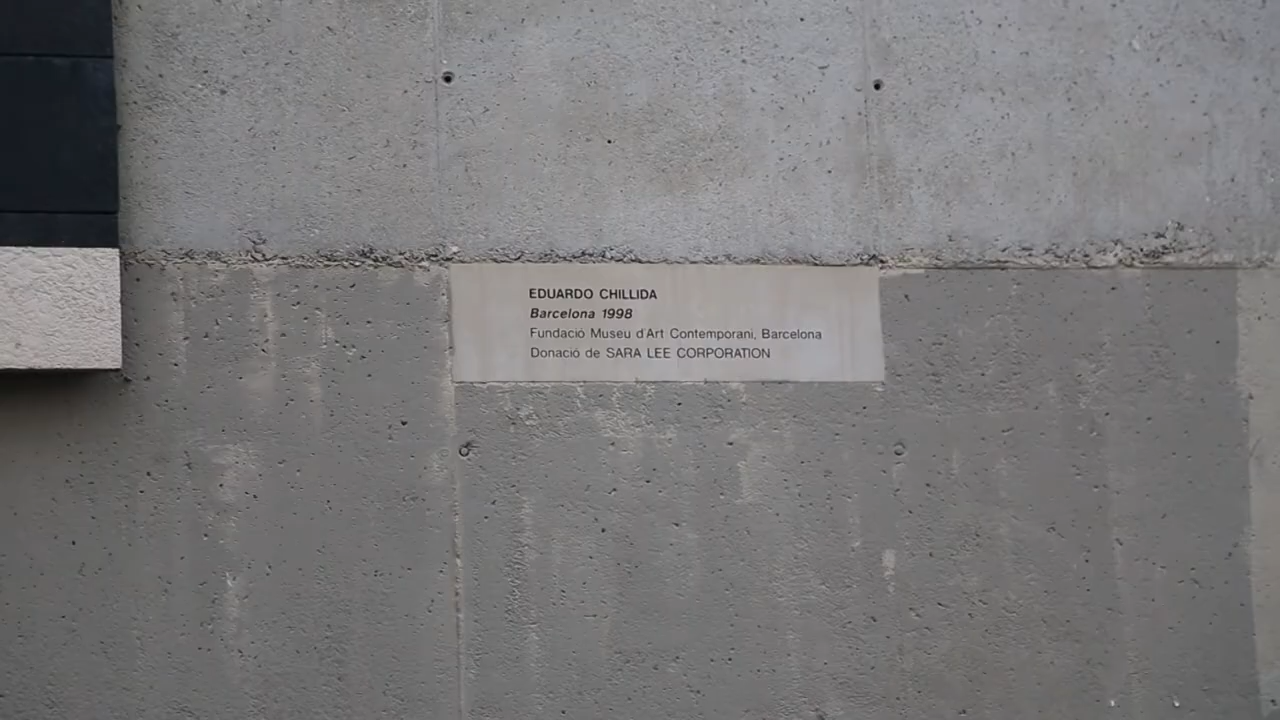 EDUARDO CHILLIDA
Barcelona 1998
Fundació Museu d'Art Contemporani, Barcelona
Donació de SARA LEE CORPORATION